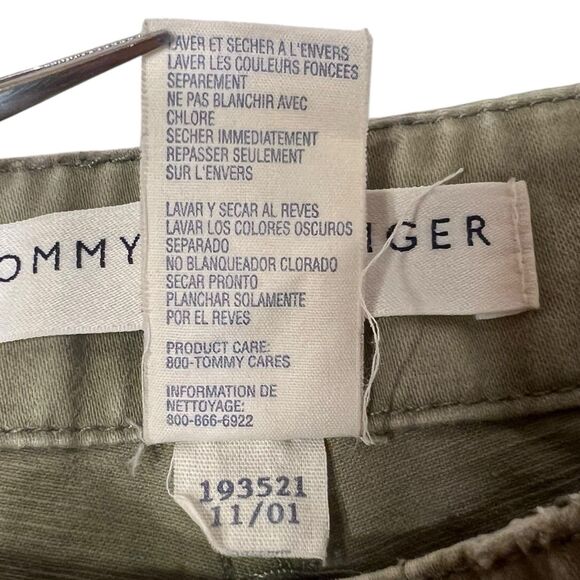 LAVER ET SECHER A L'ENVERS
LAVER LES COULEURS FONCEES
SEPAREMENT
NE PAS BLANCHIR AVEC
CHLORE
SECHER IMMEDIATEMENT
REPASSER SEULEMENT
SUR L'ENVERS
LAVAR Y SECAR AL REVES
LAVAR LOS COLORES OSCUROS
SEPARADO
NO BLANQUEADOR CLORADO
SECAR PRONTO
PLANCHAR SOLAMENTE
POR EL REVES
OMMY IGER
PRODUCT CARE:
800-TOMMY CARES
INFORMATION DE
NETTOYAGE:
800-866-6922
193521
11/01